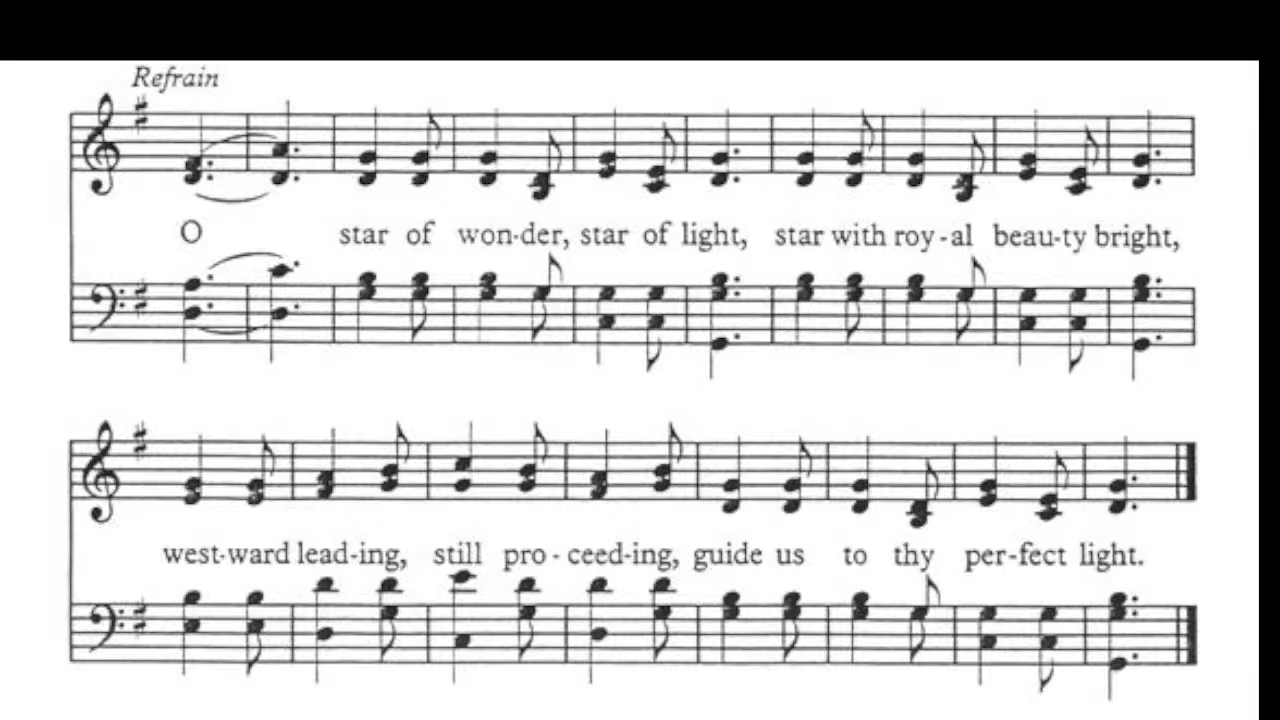 Refrain
O star of won-der, star of light, star with roy-al beau-ty bright,
west-ward lead-ing, still pro-ceed-ing, guide us to thy per-fect light.